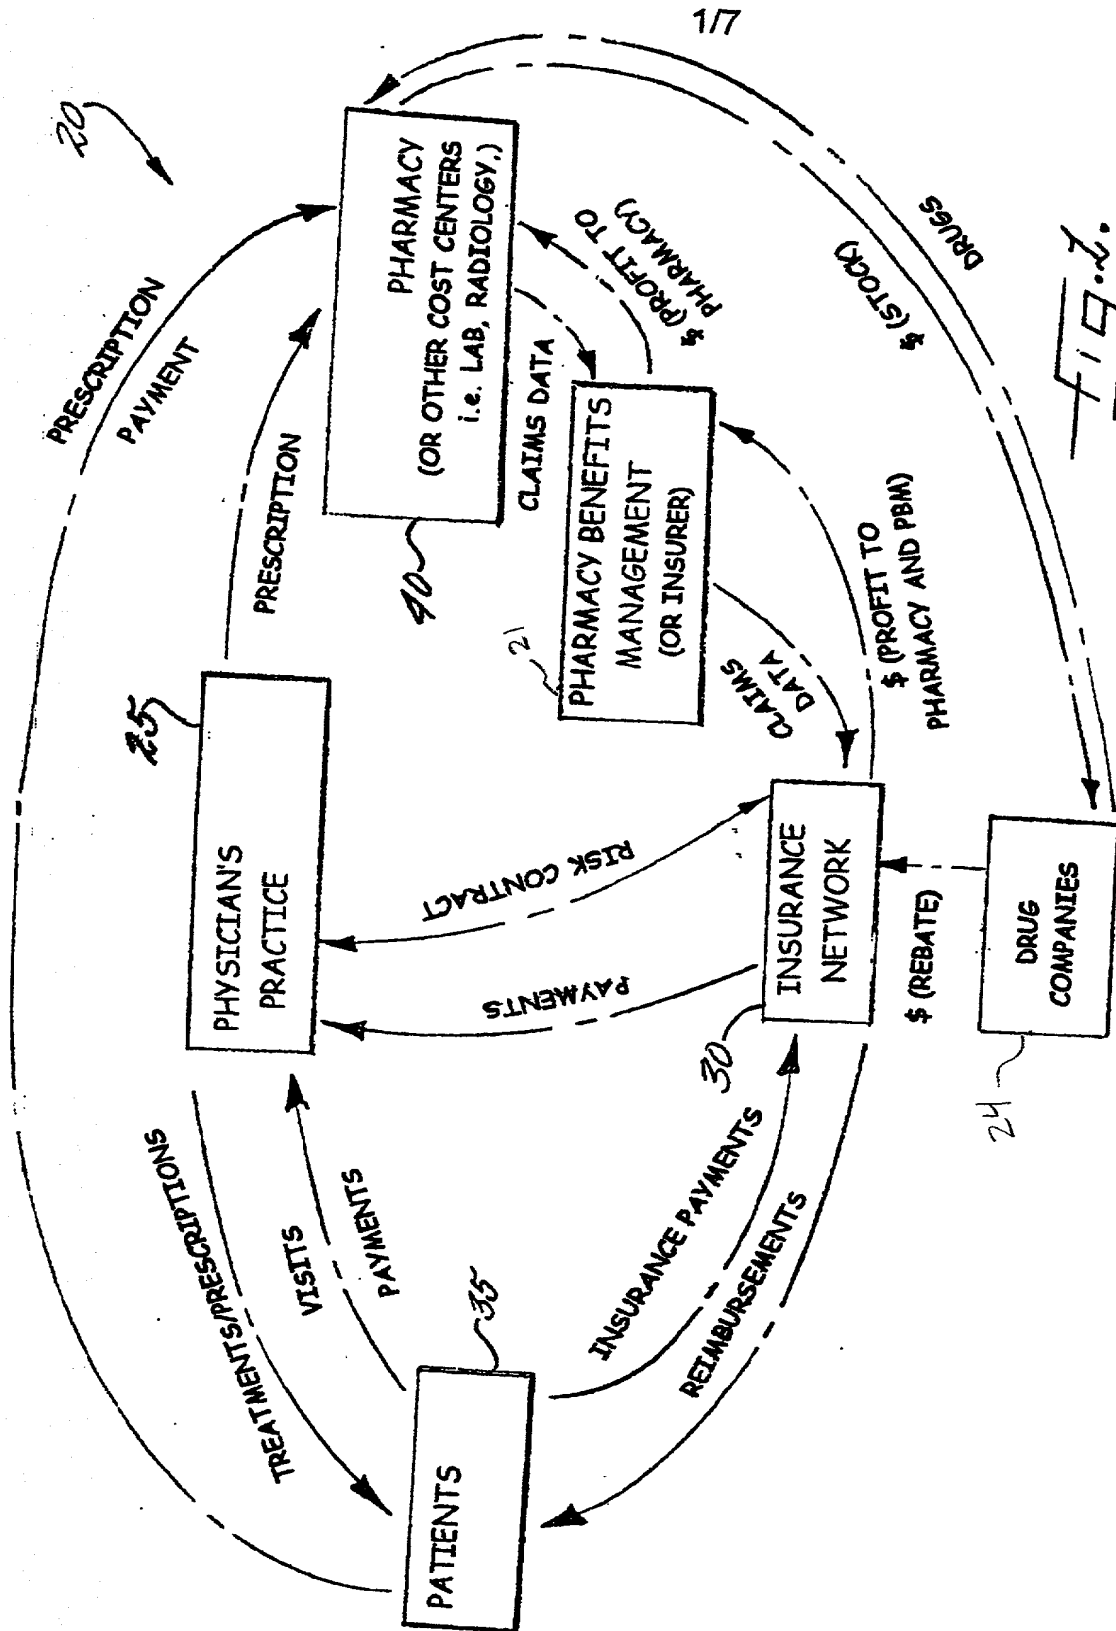 1/7
20
PRESCRIPTION
PAYMENT
PRESCRIPTION
25
PHYSICIAN'S
PRACTICE
TREATMENTS/PRESCRIPTIONS
VISITS
PAYMENTS
35
PATIENTS
PHARMACY
(OR OTHER COST CENTERS
i.e. LAB, RADIOLOGY,)
40
CLAIMS DATA
$ (PROFIT TO
PHARMACY)
21
PHARMACY BENEFITS
MANAGEMENT
(OR INSURER)
RISK CONTRACT
PAYMENTS
CLAIMS
DATA
$ (PROFIT TO
PHARMACY AND PBM)
30
INSURANCE
NETWORK
INSURANCE PAYMENTS
REIMBURSEMENTS
$ (REBATE)
24
DRUG
COMPANIES
$ (STOCK)
DRUGS